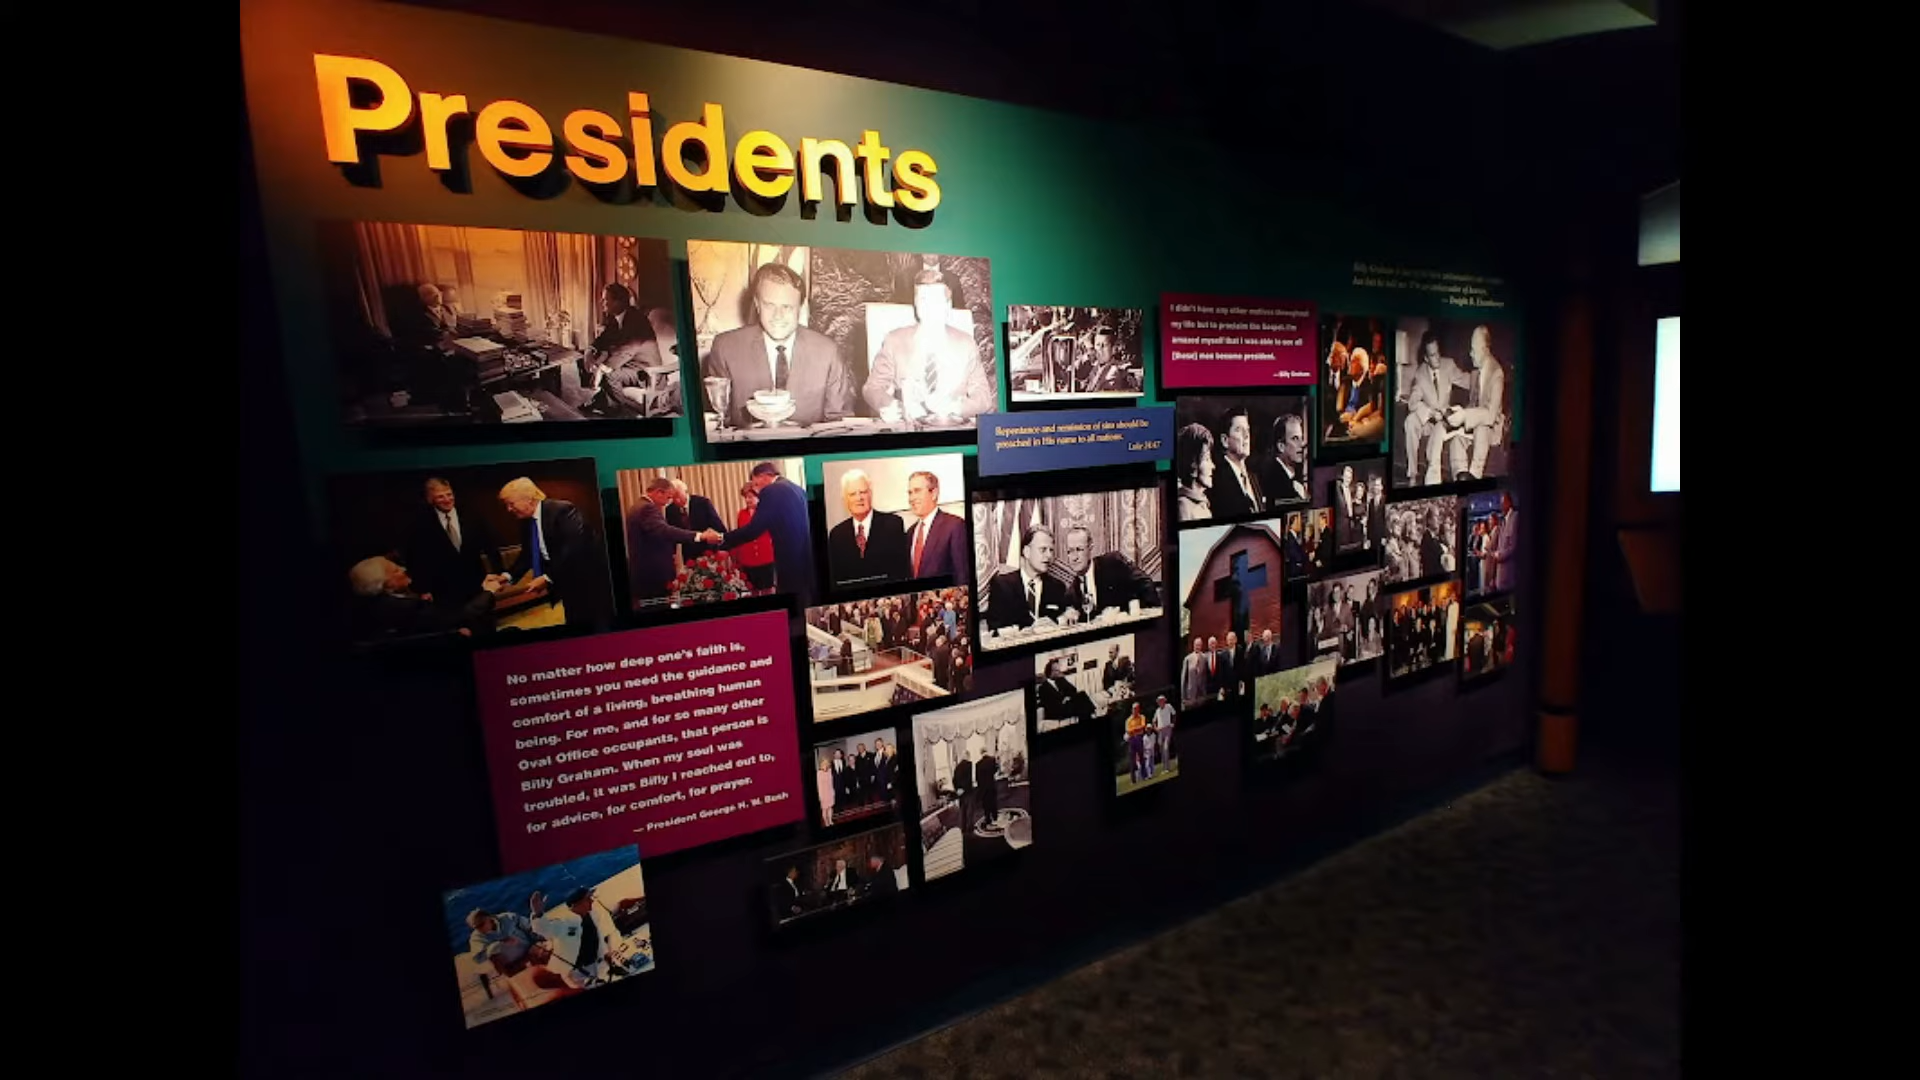 Presidents
I didn't have any other motives throughout
my life but to proclaim the Gospel. I'm
amazed myself that I was able to see all
[these] men become president.
—Billy Graham
— Dwight D. Eisenhower
Repentance and remission of sins should be
preached in His name to all nations.
Luke 24:47
No matter how deep one's faith is,
sometimes you need the guidance and
comfort of a living, breathing human
being. For me, and for so many other
Oval Office occupants, that person is
Billy Graham. When my soul was
troubled, it was Billy I reached out to,
for advice, for comfort, for prayer.
— President George H. W. Bush